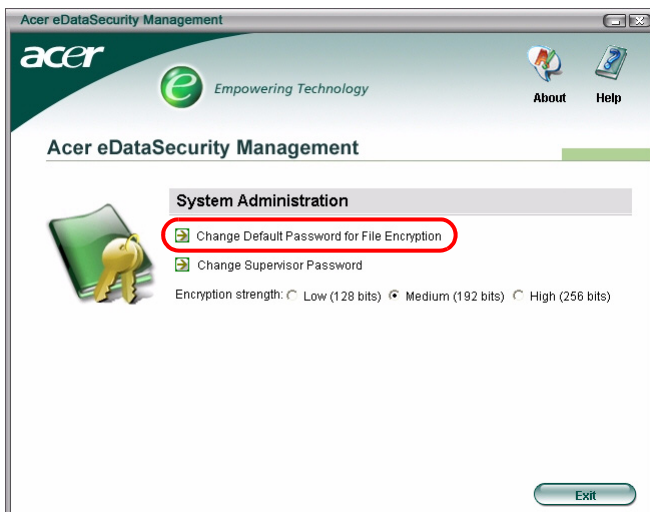 Acer eDataSecurity Management
acer
e Empowering Technology
About Help
Acer eDataSecurity Management
System Administration
Change Default Password for File Encryption
Change Supervisor Password
Encryption strength: Low (128 bits) Medium (192 bits) High (256 bits)
Exit